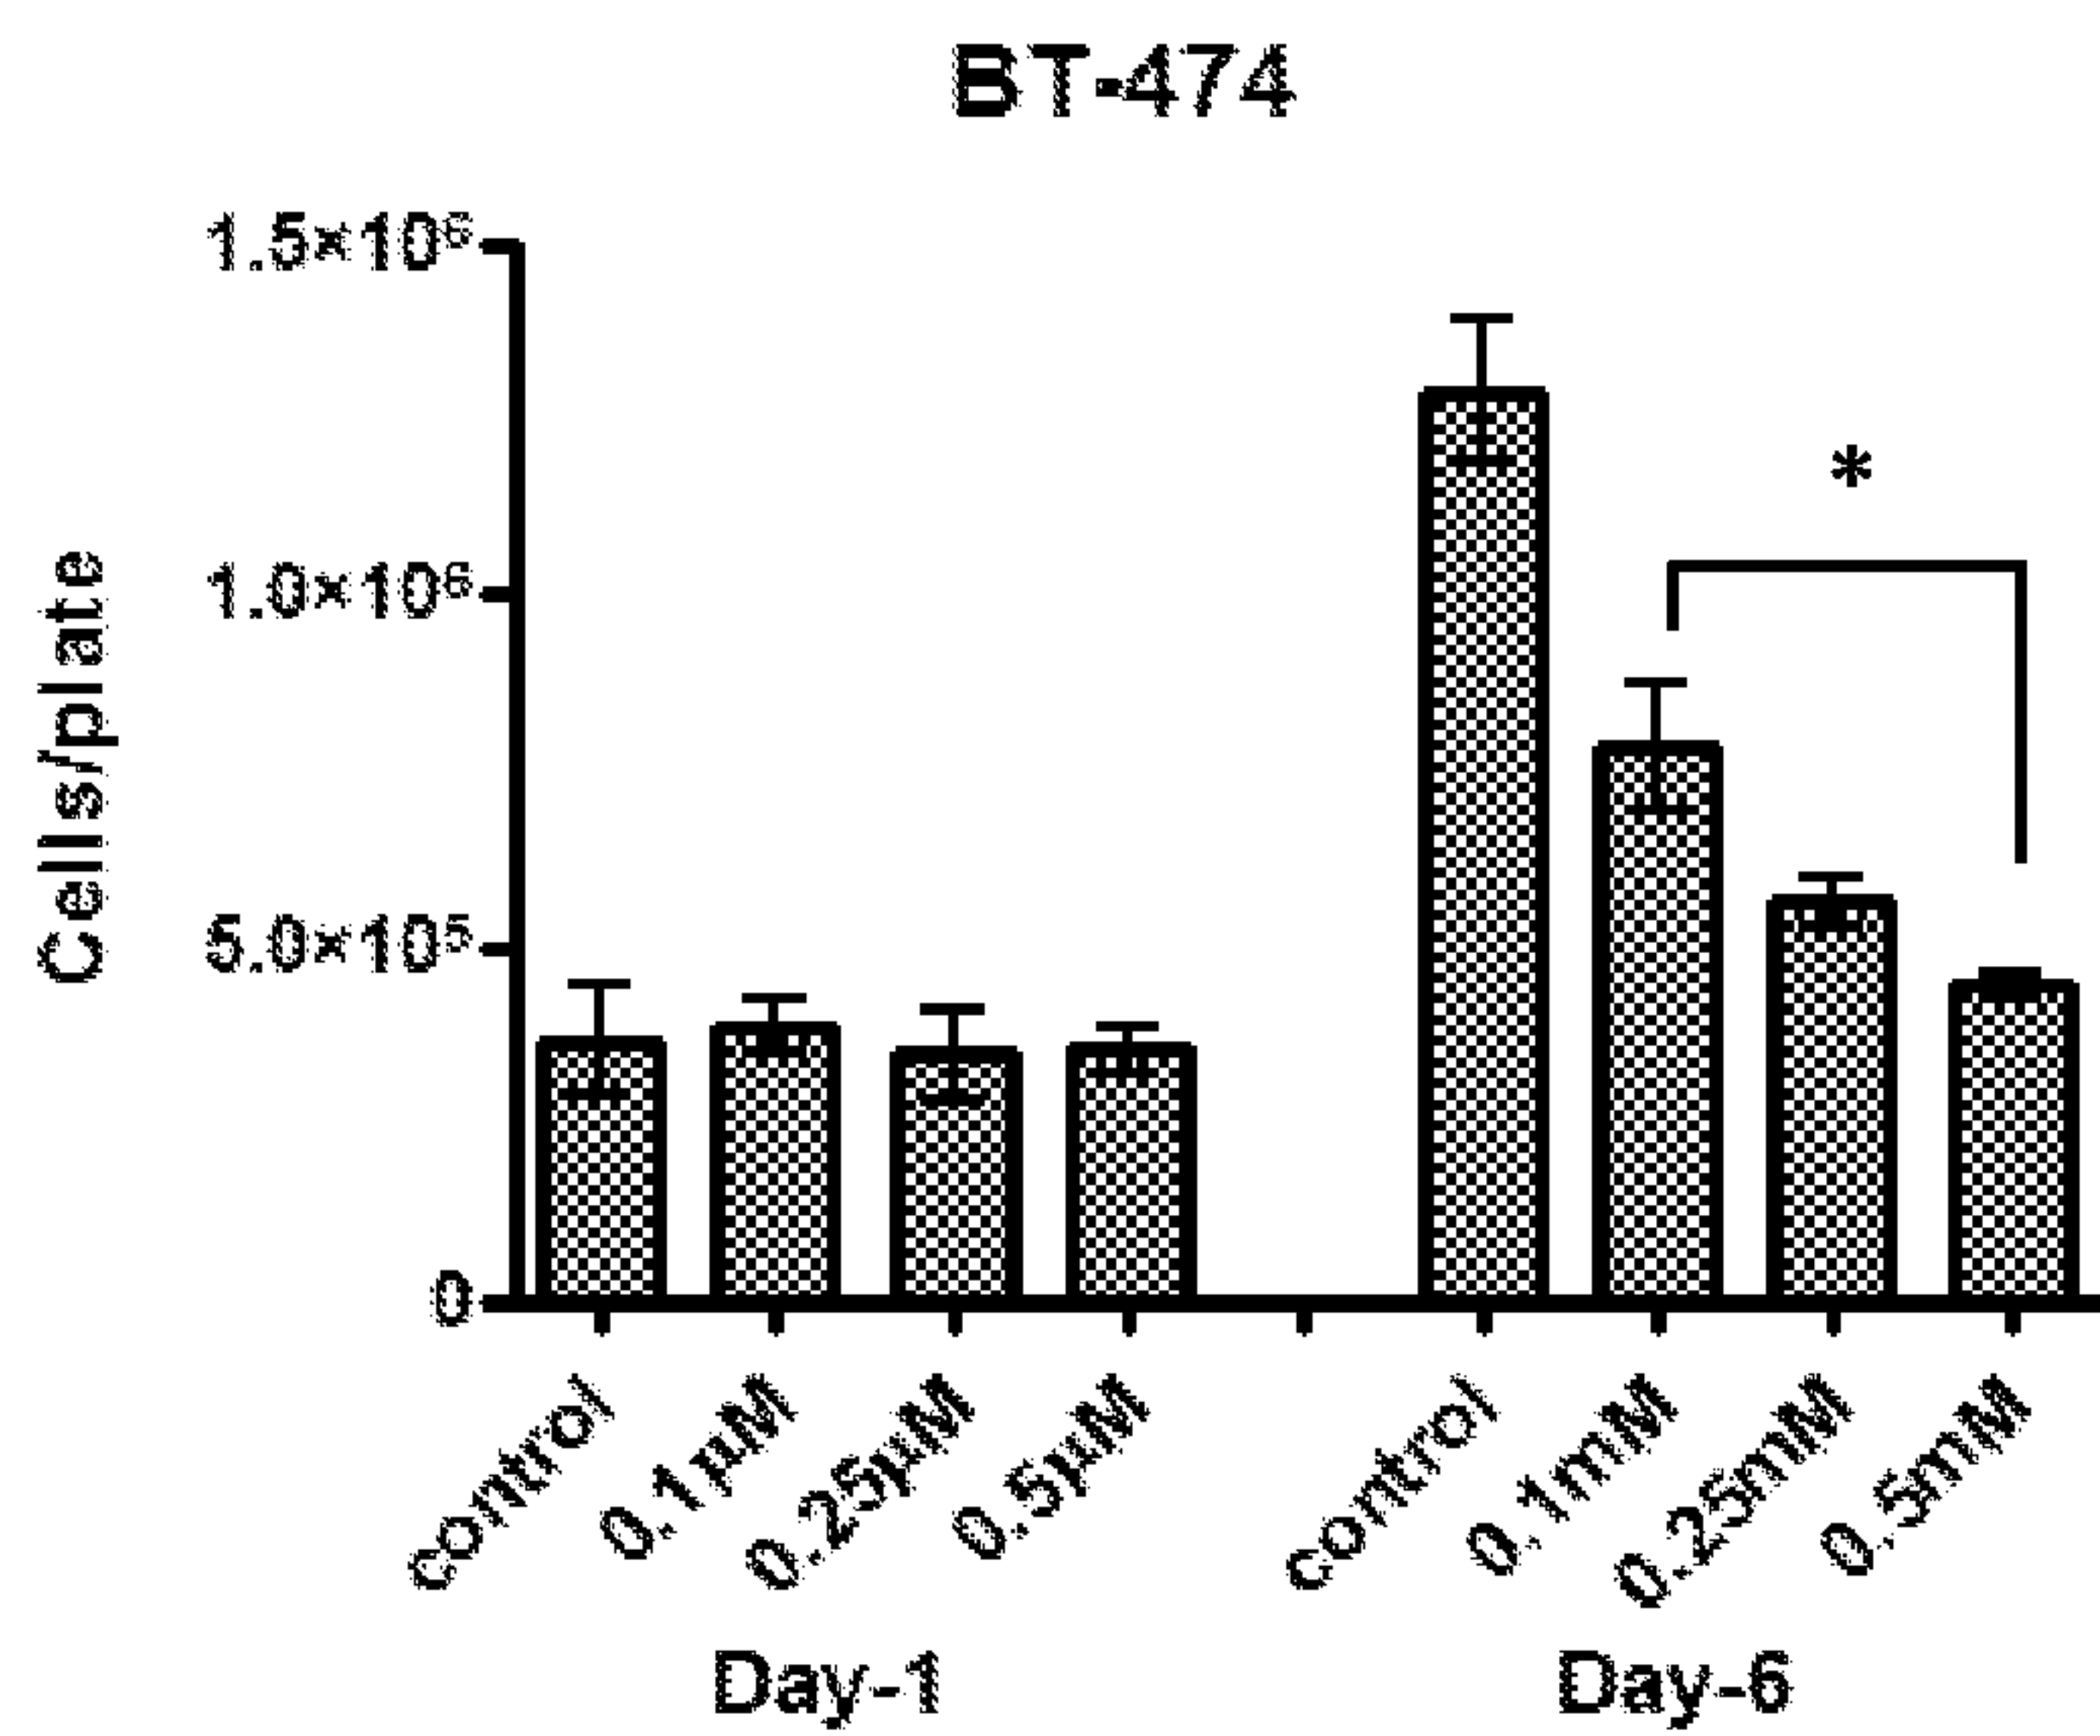 BT-474
Cells/plate
1.5×10⁶
1.0×10⁶
5.0×10⁵
0
control
0.1µM
0.25µM
0.5µM
control
0.1mM
0.25mM
0.5mM
Day-1
Day-6
*